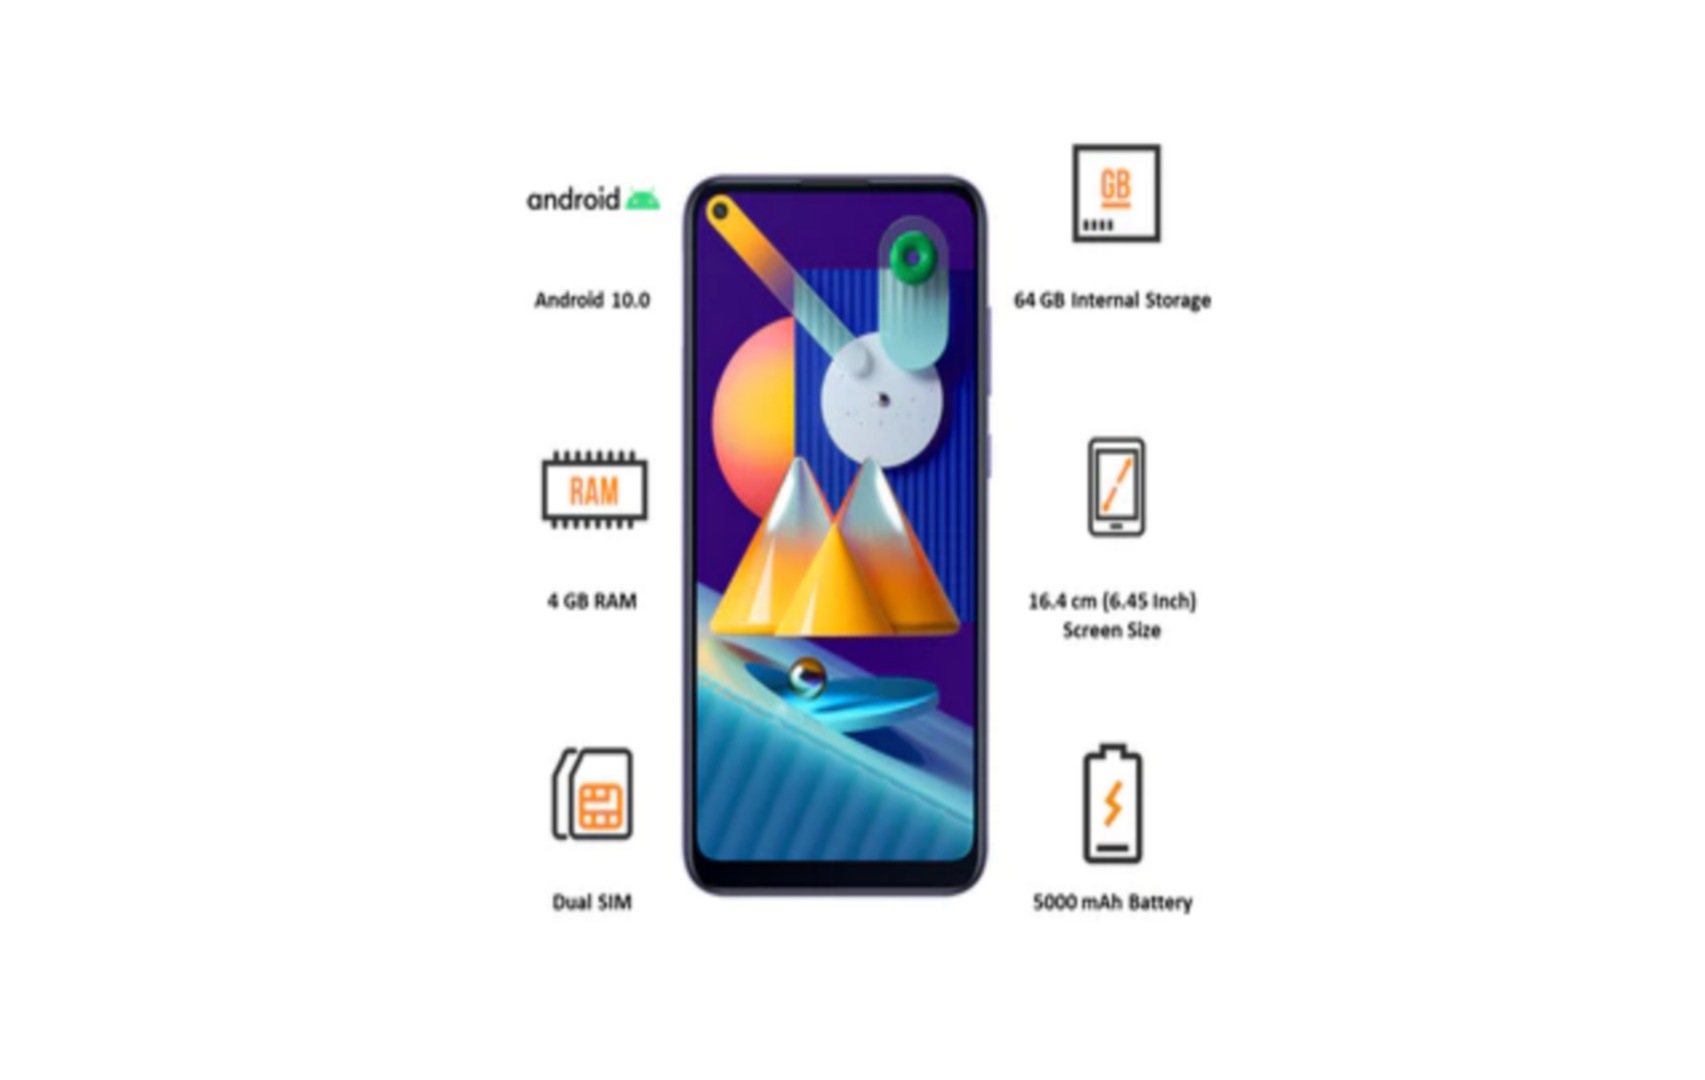 android
Android 10.0
GB
64 GB Internal Storage
RAM
4 GB RAM
16.4 cm (6.45 Inch)
Screen Size
Dual SIM
5000 mAh Battery